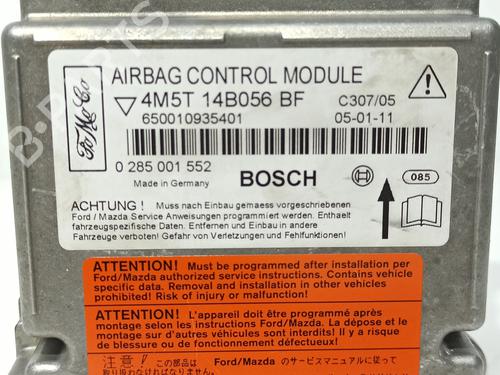 AIRBAG CONTROL MODULE
4M5T 14B056 BF
C307/05
650010935401
05-01-11
FoMoCo
0 285 001 552
Made in Germany
BOSCH
085
ACHTUNG ! Muss nach Einbau gemaess vorgeschriebenen
Ford / Mazda Service Anweisungen programmiert werden. Enthaelt
fahrzeugspezifische Daten. Entfernen und Einbau in andere
Fahrzeuge verboten! Gefahr von Verletzungen und Fehlfunktionen!
ATTENTION! Must be programmed after installation per
Ford/Mazda authorized service instructions. Contains vehicle
specific data. Removal and installation in other vehicles
prohibited! Risk of injury or malfunction!
ATTENTION! L'appareil doit être programmé après
montage selon les instructions Ford/Mazda. La dépose et le
montage sur d'autres véhicules sont interdits! Il y a risque
de blessure ou de fonctionnement défectueux!
注意! この部品は Ford/Mazda のサービスマニュアルに従って